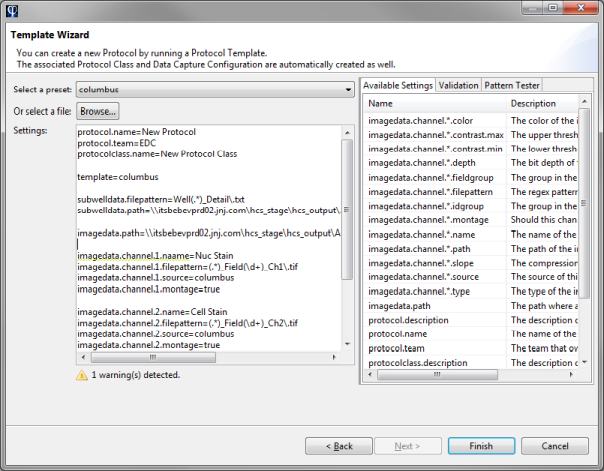 Template Wizard
You can create a new Protocol by running a Protocol Template.
The associated Protocol Class and Data Capture Configuration are automatically created as well.
Select a preset: columbus
Or select a file: Browse...
Settings:
protocol.name=New Protocol
protocol.team=EDC
protocolclass.name=New Protocol Class
template=columbus
subwelldata.filepattern=Well(.*)_Detail\.txt
subwelldata.path=\\itsbebevprd02.jnj.com\hcs_stage\hcs_output\
imagedata.path=\\itsbebevprd02.jnj.com\hcs_stage\hcs_output\A
imagedata.channel.1.naame=Nuc Stain
imagedata.channel.1.filepattern=(.*)_Field(\d+)_Ch1\.tif
imagedata.channel.1.source=columbus
imagedata.channel.1.montage=true
imagedata.channel.2.name=Cell Stain
imagedata.channel.2.filepattern=(.*)_Field(\d+)_Ch2\.tif
imagedata.channel.2.source=columbus
imagedata.channel.2.montage=true
1 warning(s) detected.
Available Settings Validation Pattern Tester
Name Description
imagedata.channel.*.color The color of the i
imagedata.channel.*.contrast.max The upper thresh
imagedata.channel.*.contrast.min The lower thresh
imagedata.channel.*.depth The bit depth of
imagedata.channel.*.fieldgroup The group in the
imagedata.channel.*.filepattern The regex pattern
imagedata.channel.*.idgroup The group in the
imagedata.channel.*.montage Should this chan
imagedata.channel.*.name The name of the
imagedata.channel.*.path The path of the in
imagedata.channel.*.slope The compression
imagedata.channel.*.source The source of thi
imagedata.channel.*.type The type of the in
imagedata.path The path where a
protocol.description The description o
protocol.name The name of the
protocol.team The team that ow
protocolclass.description The description o
< Back Next > Finish Cancel